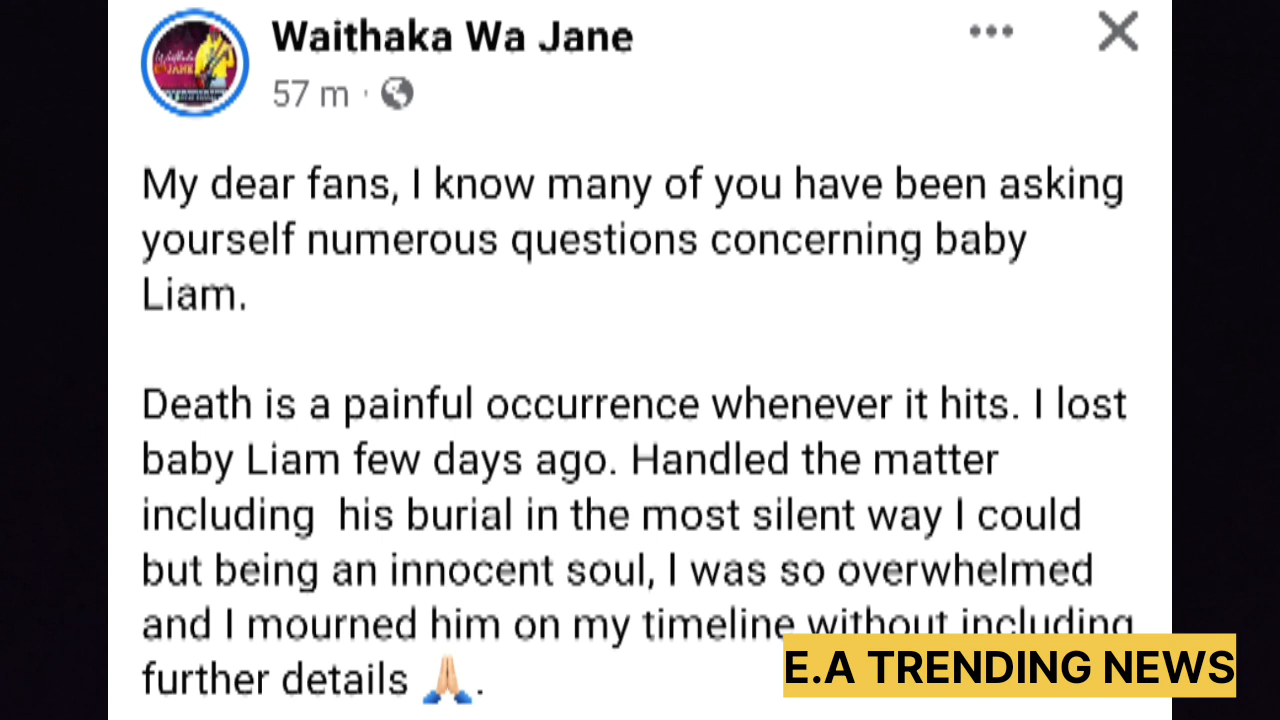 Waithaka Wa Jane
57 m ·
My dear fans, I know many of you have been asking
yourself numerous questions concerning baby
Liam.
Death is a painful occurrence whenever it hits. I lost
baby Liam few days ago. Handled the matter
including  his burial in the most silent way I could
but being an innocent soul, I was so overwhelmed
and I mourned him on my timeline without including
further details 🙏🏼.
E.A TRENDING NEWS